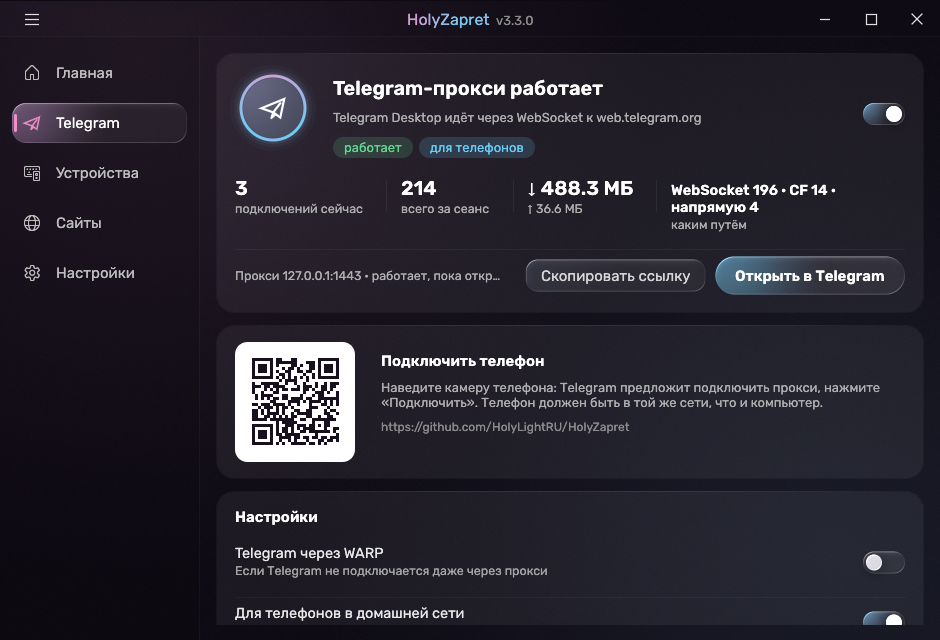 HolyZapret v3.3.0
Главная
Telegram
Устройства
Сайты
Настройки
Telegram-прокси работает
Telegram Desktop идёт через WebSocket к web.telegram.org
работает
для телефонов
3
подключений сейчас
214
всего за сеанс
↓ 488.3 МБ
↑ 36.6 МБ
WebSocket 196 • CF 14 •
напрямую 4
каким путём
Прокси 127.0.0.1:1443 • работает, пока откр...
Скопировать ссылку
Открыть в Telegram
Подключить телефон
Наведите камеру телефона: Telegram предложит подключить прокси, нажмите
«Подключить». Телефон должен быть в той же сети, что и компьютер.
https://github.com/HolyLightRU/HolyZapret
Настройки
Telegram через WARP
Если Telegram не подключается даже через прокси
Для телефонов в домашней сети